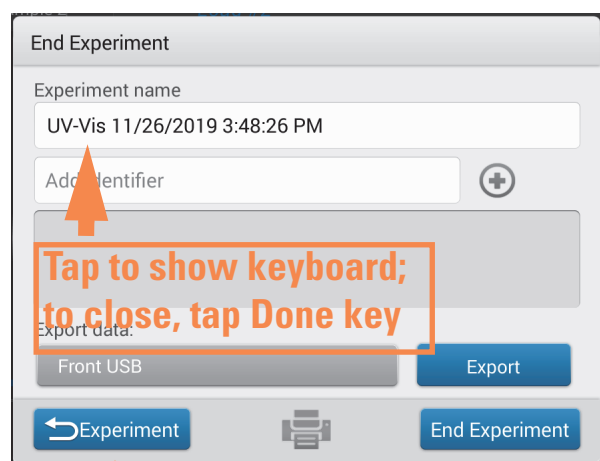 End Experiment
Experiment name
UV-Vis 11/26/2019 3:48:26 PM
Add identifier
Tap to show keyboard;
to close, tap Done key
Export data:
Front USB
Export
Experiment
End Experiment